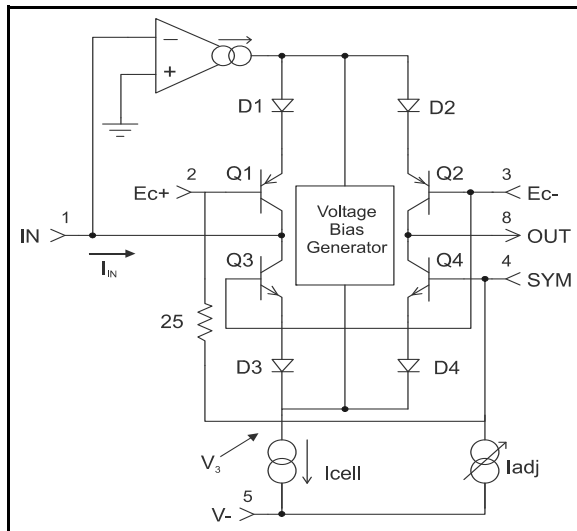 −
+
D1
D2
2
Q1
Q2
3
Ec+
Ec-
1
Voltage
Bias
Generator
8
IN
OUT
I_IN
Q3
Q4
4
SYM
25
D3
D4
V3
Icell
Iadj
5
V-